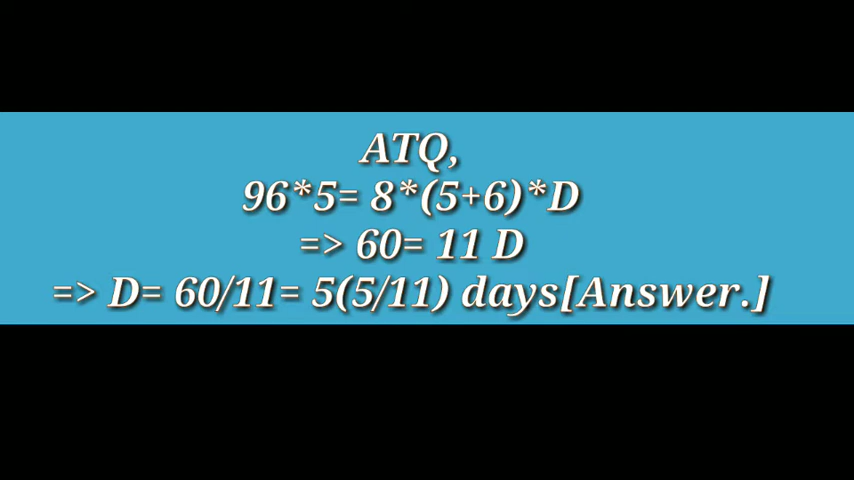 ATQ,
96*5= 8*(5+6)*D
=> 60= 11 D
=> D= 60/11= 5(5/11) days[Answer.]